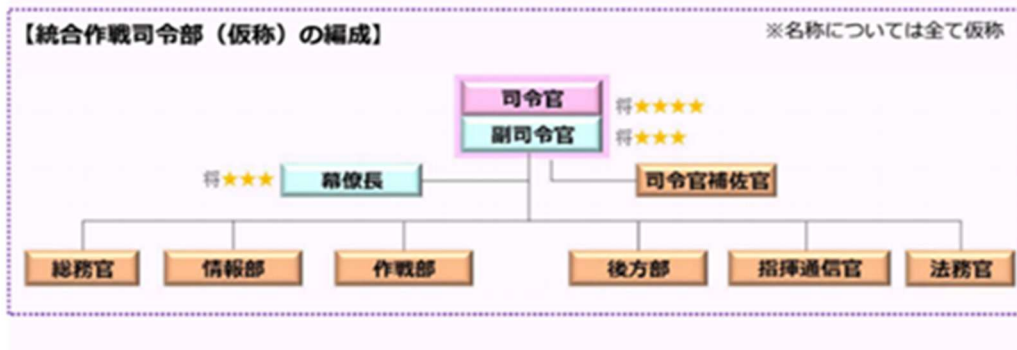 【統合作戦司令部（仮称）の編成】
※名称については全て仮称
司令官
将★★★★
副司令官
将★★★
将★★★
幕僚長
司令官補佐官
総務官
情報部
作戦部
後方部
指揮通信官
法務官